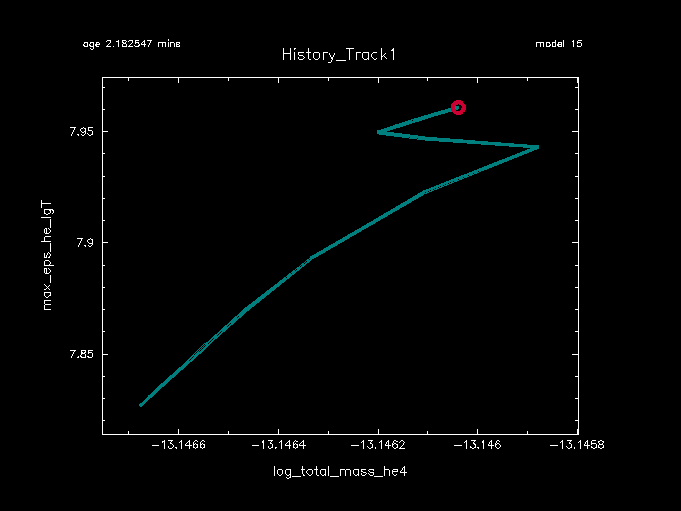 age 2.182547 mins
model 15
History_Track1
7.95
7.9
7.85
max_eps_he_lgT
-13.1466
-13.1464
-13.1462
-13.146
-13.1458
log_total_mass_he4